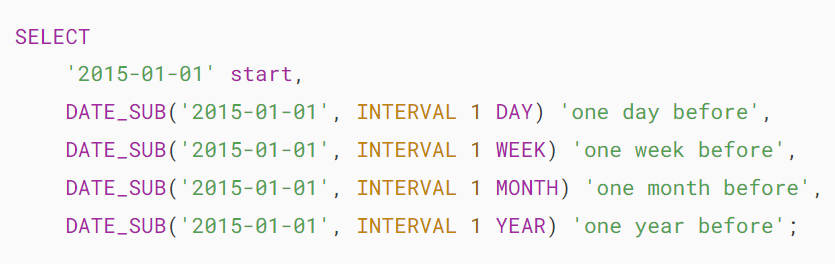 SELECT
'2015-01-01' start,
DATE_SUB('2015-01-01', INTERVAL 1 DAY) 'one day before',
DATE_SUB('2015-01-01', INTERVAL 1 WEEK) 'one week before',
DATE_SUB('2015-01-01', INTERVAL 1 MONTH) 'one month before',
DATE_SUB('2015-01-01', INTERVAL 1 YEAR) 'one year before';